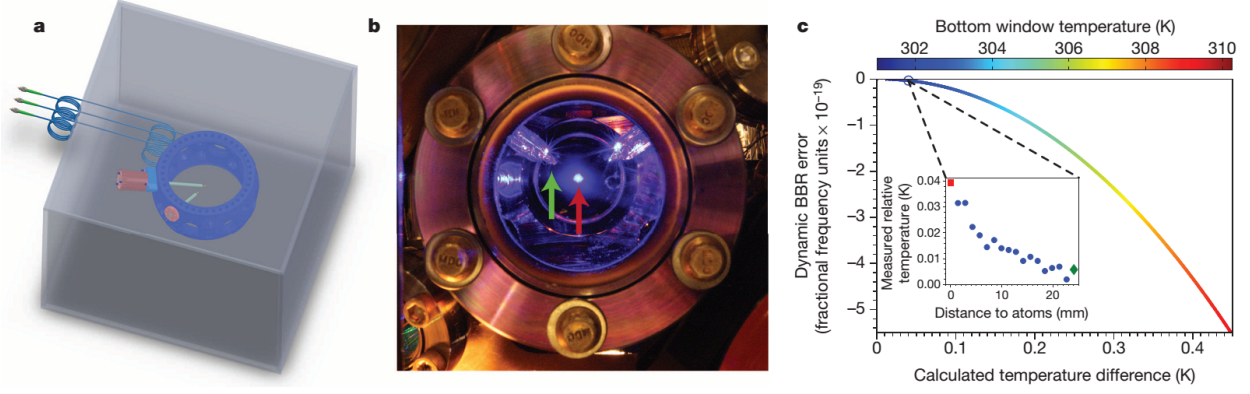 a
b
c
Bottom window temperature (K)
302
304
306
308
310
Dynamic BBR error
(fractional frequency units × 10⁻¹⁹)
0
−1
−2
−3
−4
−5
Measured relative
temperature (K)
0.04
0.03
0.02
0.01
0.00
0
10
20
Distance to atoms (mm)
0
0.1
0.2
0.3
0.4
Calculated temperature difference (K)
MDC
MDC